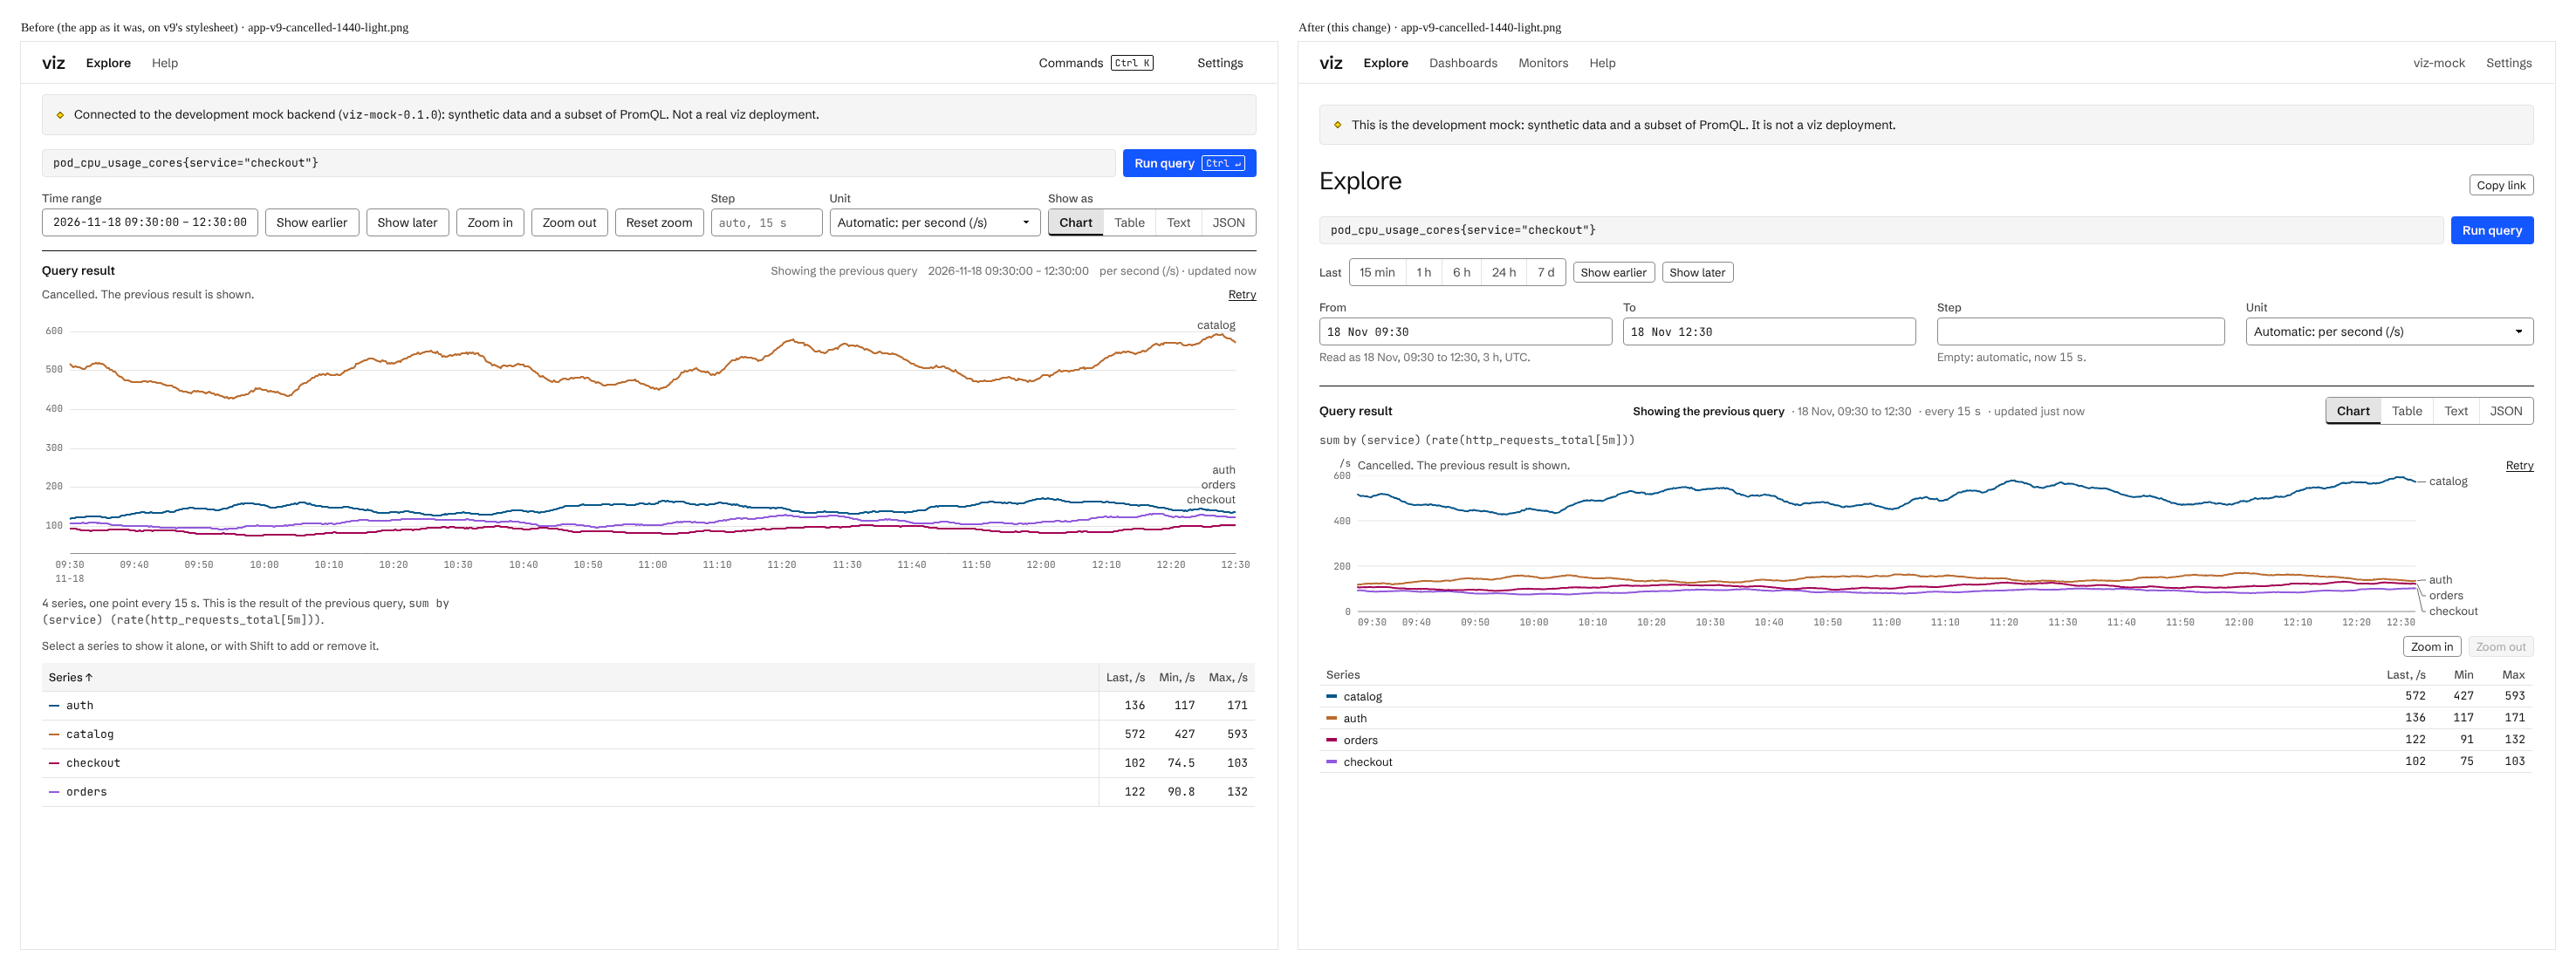 Before (the app as it was, on v9's stylesheet) · app-v9-cancelled-1440-light.png
viz Explore Help Commands Ctrl K Settings
Connected to the development mock backend (viz-mock-0.1.0): synthetic data and a subset of PromQL. Not a real viz deployment.
pod_cpu_usage_cores{service="checkout"} Run query Ctrl ↵
Time range Step Unit Show as
2026-11-18 09:30:00 – 12:30:00 Show earlier Show later Zoom in Zoom out Reset zoom auto, 15 s Automatic: per second (/s) Chart Table Text JSON
Query result Showing the previous query 2026-11-18 09:30:00 – 12:30:00 per second (/s) · updated now
Cancelled. The previous result is shown. Retry
catalog
600
500
400
300
auth
200
orders
checkout
100
09:30 09:40 09:50 10:00 10:10 10:20 10:30 10:40 10:50 11:00 11:10 11:20 11:30 11:40 11:50 12:00 12:10 12:20 12:30
11-18
4 series, one point every 15 s. This is the result of the previous query, sum by
(service) (rate(http_requests_total[5m])).
Select a series to show it alone, or with Shift to add or remove it.
Series ↑ Last, /s Min, /s Max, /s
auth 136 117 171
catalog 572 427 593
checkout 102 74.5 103
orders 122 90.8 132
After (this change) · app-v9-cancelled-1440-light.png
viz Explore Dashboards Monitors Help viz-mock Settings
This is the development mock: synthetic data and a subset of PromQL. It is not a viz deployment.
Explore Copy link
pod_cpu_usage_cores{service="checkout"} Run query
Last 15 min 1 h 6 h 24 h 7 d Show earlier Show later
From To Step Unit
18 Nov 09:30 18 Nov 12:30 Automatic: per second (/s)
Read as 18 Nov, 09:30 to 12:30, 3 h, UTC. Empty: automatic, now 15 s.
Query result Showing the previous query · 18 Nov, 09:30 to 12:30 · every 15 s · updated just now Chart Table Text JSON
sum by (service) (rate(http_requests_total[5m]))
/s Cancelled. The previous result is shown. Retry
600
catalog
400
200
auth
orders
0 checkout
09:30 09:40 09:50 10:00 10:10 10:20 10:30 10:40 10:50 11:00 11:10 11:20 11:30 11:40 11:50 12:00 12:10 12:20 12:30
Zoom in Zoom out
Series Last, /s Min Max
catalog 572 427 593
auth 136 117 171
orders 122 91 132
checkout 102 75 103